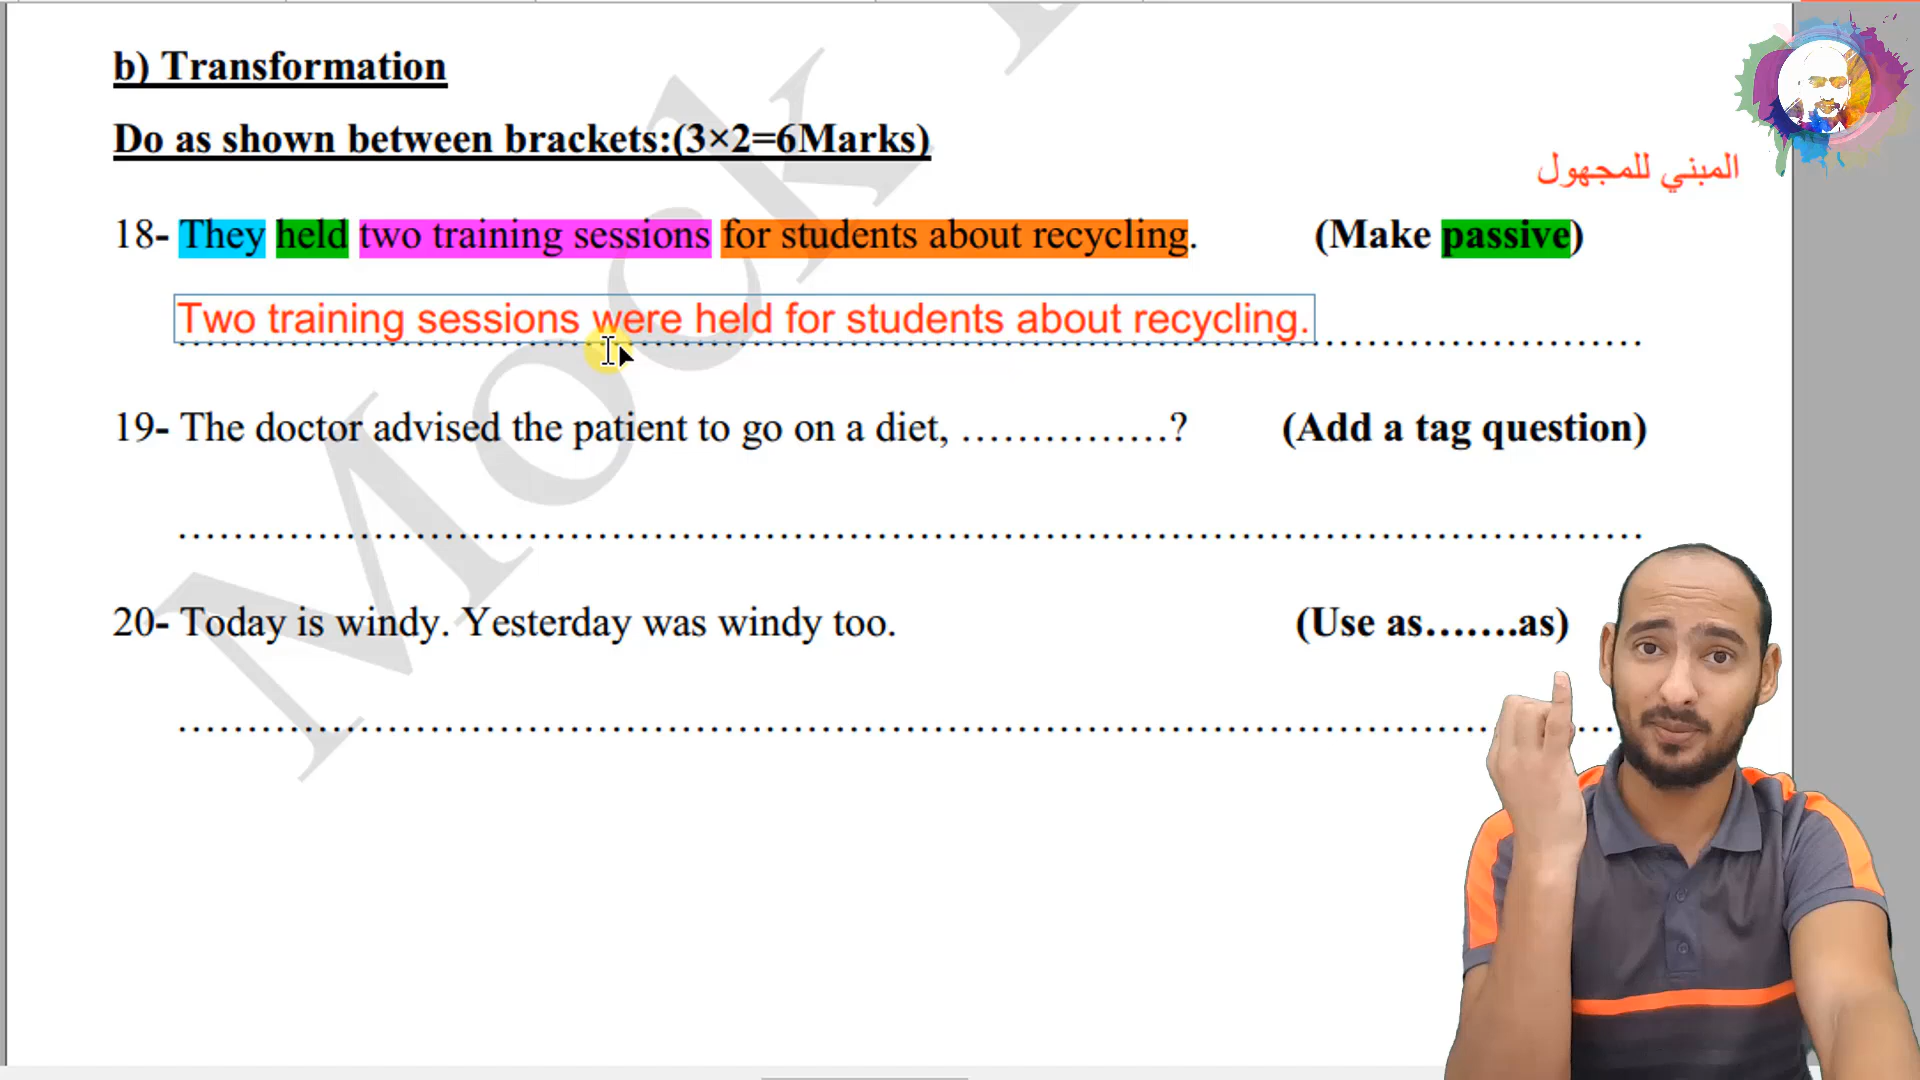 b) Transformation
Do as shown between brackets:(3×2=6Marks)
المبني للمجهول
18- They held two training sessions for students about recycling. (Make passive)
Two training sessions were held for students about recycling.
19- The doctor advised the patient to go on a diet, ……………? (Add a tag question)
20- Today is windy. Yesterday was windy too. (Use as…….as)
Mock